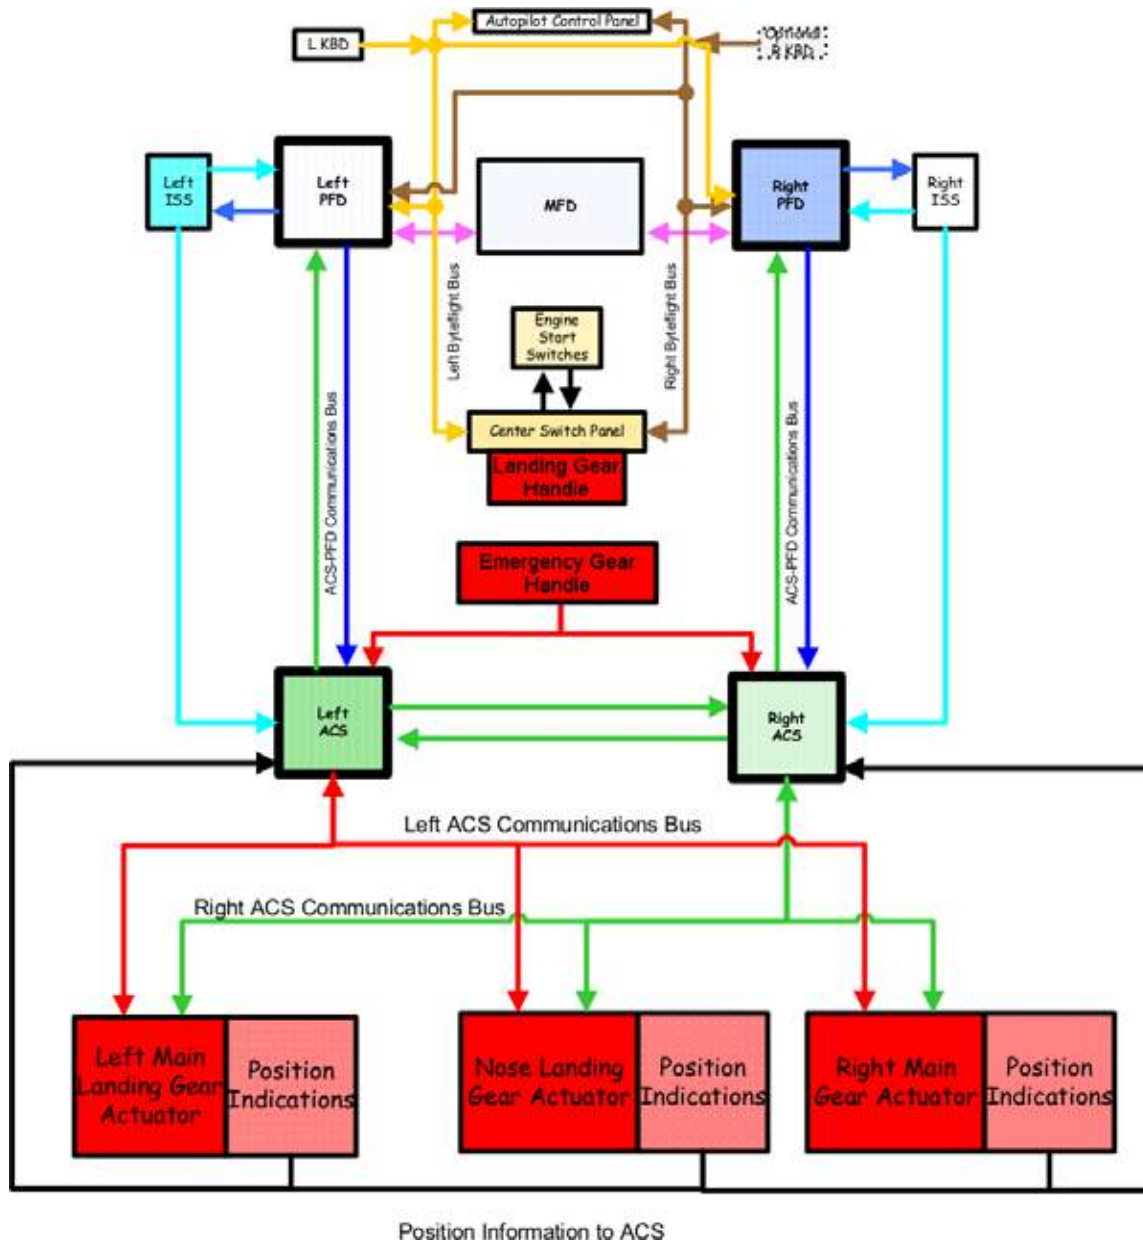 Autopilot Control Panel
L KBD
Optional
R KBD
Left
ISS
Left
PFD
MFD
Right
PFD
Right
ISS
Left Byteflight Bus
Right Byteflight Bus
Engine
Start
Switches
Center Switch Panel
Landing Gear
Handle
ACS-PFD Communications Bus
ACS-PFD Communications Bus
Emergency Gear
Handle
Left
ACS
Right
ACS
Left ACS Communications Bus
Right ACS Communications Bus
Left Main
Landing Gear
Actuator
Position
Indications
Nose Landing
Gear Actuator
Position
Indications
Right Main
Gear Actuator
Position
Indications
Position Information to ACS